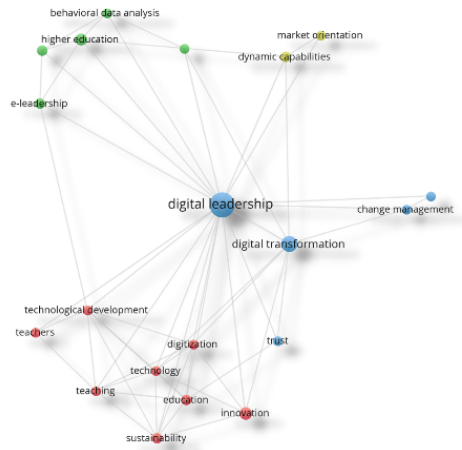 behavioral data analysis
higher education
market orientation
dynamic capabilities
e-leadership
digital leadership
change management
digital transformation
technological development
teachers
digitization
trust
technology
teaching
education
innovation
sustainability